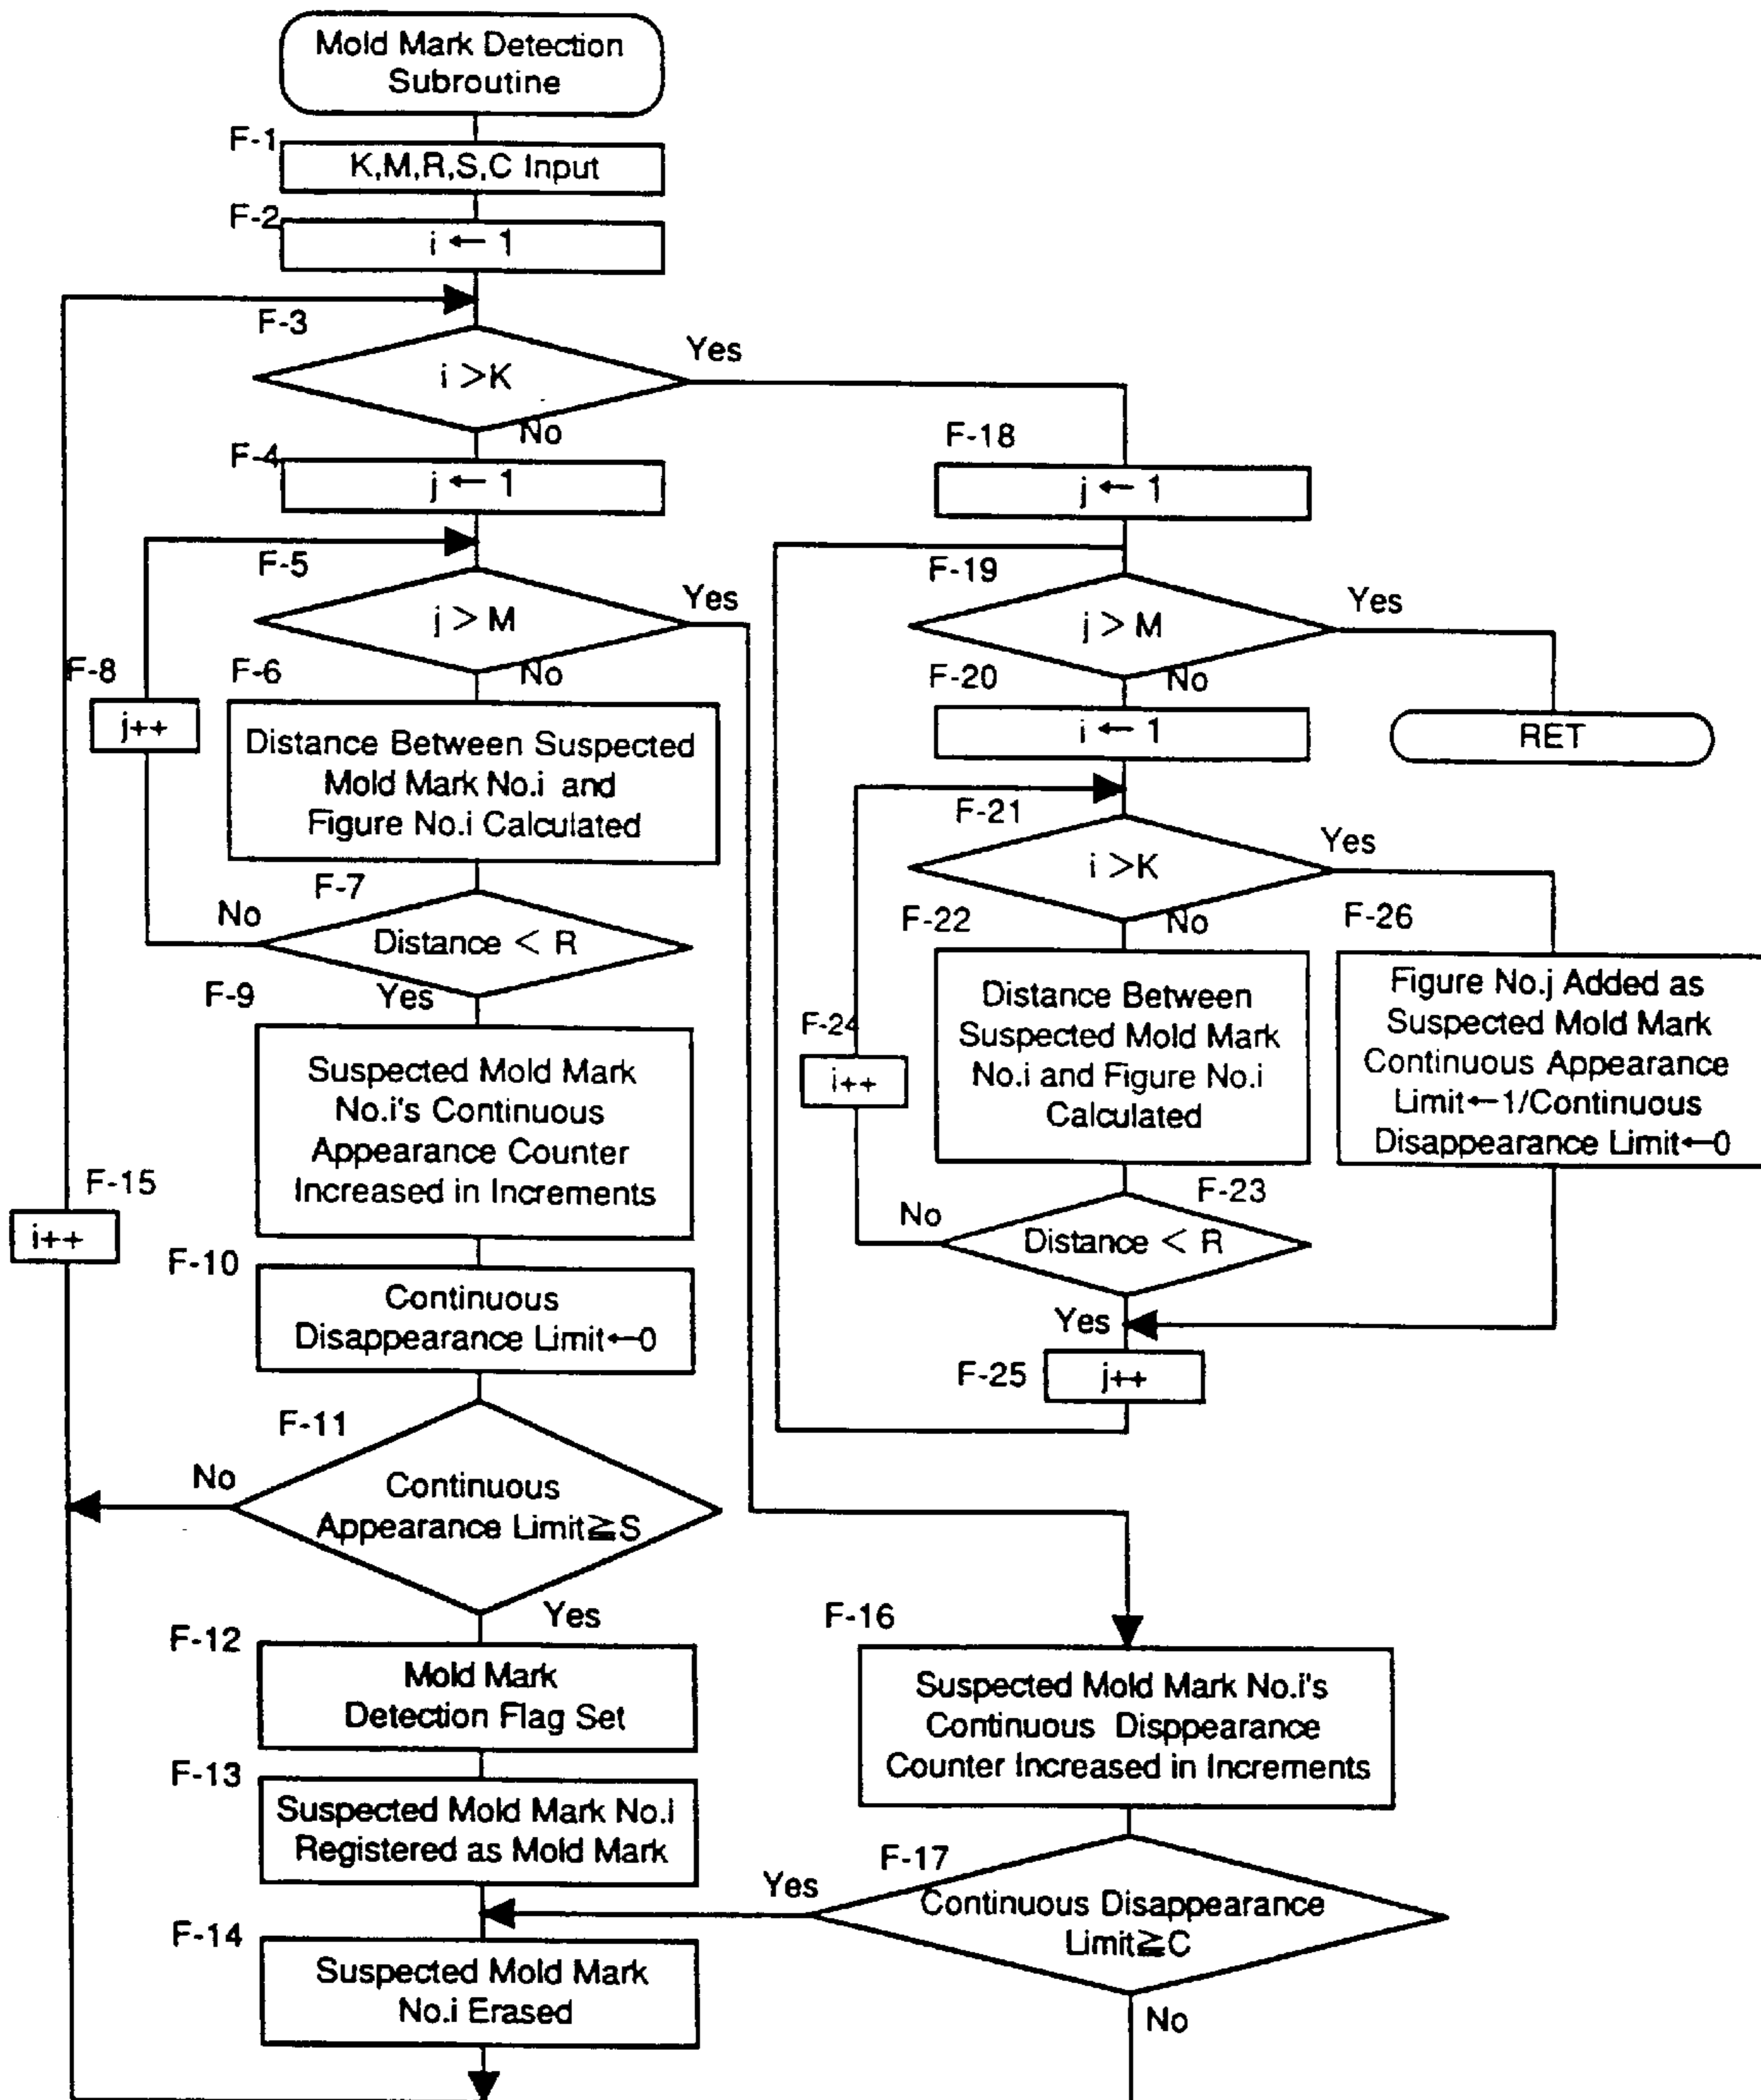 Mold Mark Detection
Subroutine
F-1
K,M,R,S,C Input
F-2
i ← 1
F-3
i >K
Yes
No
F-4
j ← 1
F-5
j > M
Yes
No
F-8
j++
F-6
Distance Between Suspected
Mold Mark No.i and
Figure No.i Calculated
F-7
No
Distance < R
Yes
F-9
Suspected Mold Mark
No.i's Continuous
Appearance Counter
Increased in Increments
F-15
i++
F-10
Continuous
Disappearance Limit←0
F-11
No
Continuous
Appearance Limit≧S
Yes
F-12
Mold Mark
Detection Flag Set
F-13
Suspected Mold Mark No.i
Registered as Mold Mark
F-14
Suspected Mold Mark
No.i Erased
F-18
j ← 1
F-19
j > M
Yes
No
RET
F-20
i ← 1
F-21
i >K
Yes
No
F-22
Distance Between
Suspected Mold Mark
No.i and Figure No.i
Calculated
F-24
i++
F-23
No
Distance < R
Yes
F-26
Figure No.j Added as
Suspected Mold Mark
Continuous Appearance
Limit←1/Continuous
Disappearance Limit←0
F-25
j++
F-16
Suspected Mold Mark No.i's
Continuous Disppearance
Counter Increased in Increments
F-17
Yes
Continuous Disappearance
Limit≧C
No